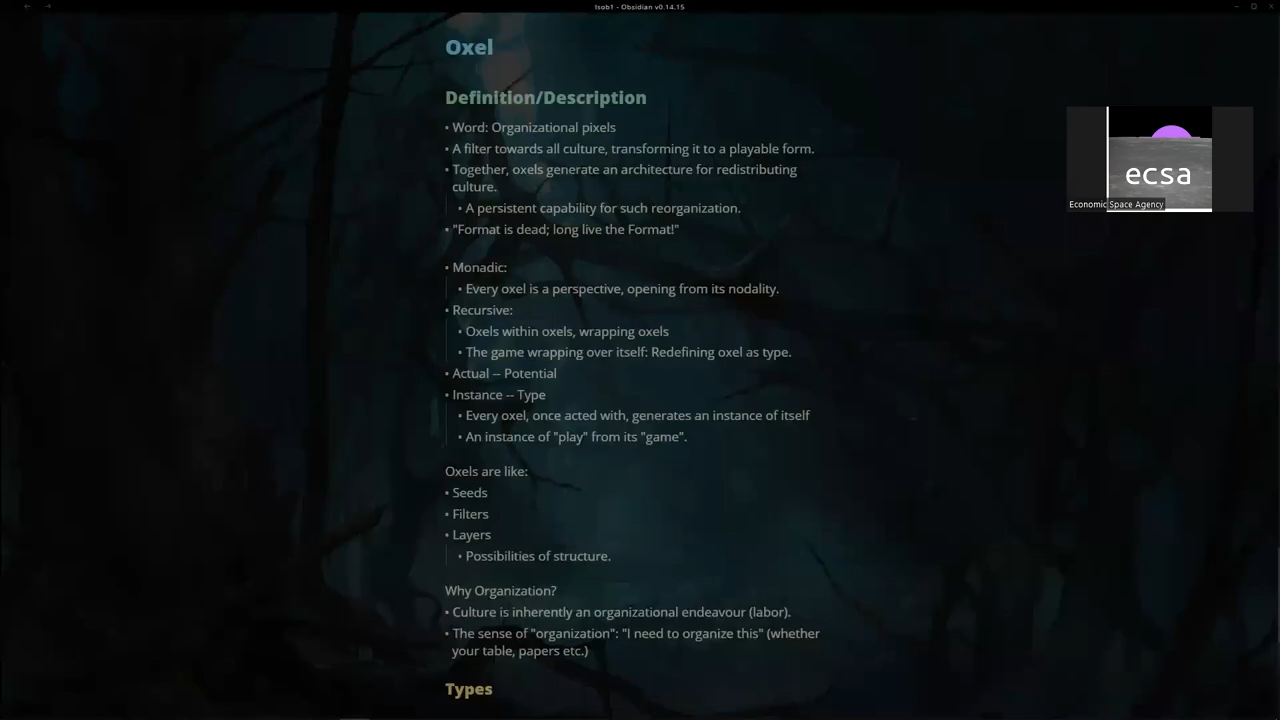 Isob1 - Obsidian v0.14.15
Oxel
Definition/Description
• Word: Organizational pixels
• A filter towards all culture, transforming it to a playable form.
• Together, oxels generate an architecture for redistributing
culture.
• A persistent capability for such reorganization.
• "Format is dead; long live the Format!"
• Monadic:
• Every oxel is a perspective, opening from its nodality.
• Recursive:
• Oxels within oxels, wrapping oxels
• The game wrapping over itself: Redefining oxel as type.
• Actual -- Potential
• Instance -- Type
• Every oxel, once acted with, generates an instance of itself
• An instance of "play" from its "game".
Oxels are like:
• Seeds
• Filters
• Layers
• Possibilities of structure.
Why Organization?
• Culture is inherently an organizational endeavour (labor).
• The sense of "organization": "I need to organize this" (whether
your table, papers etc.)
Types
ecsa
Economic Space Agency